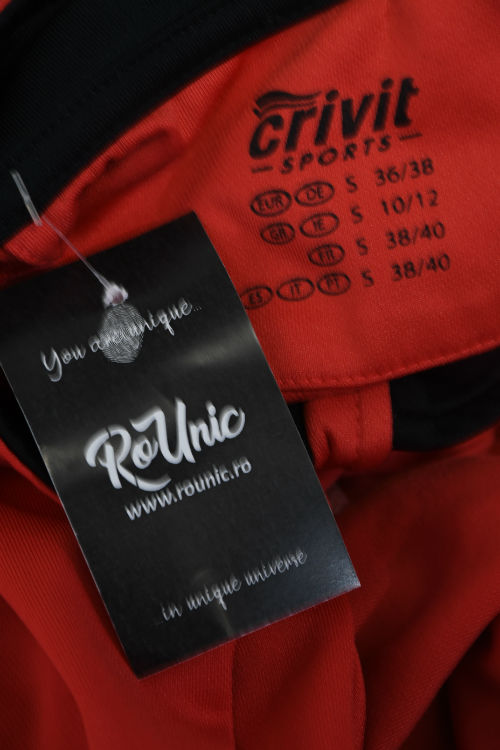 crivit
SPORTS
EUR DE S 36/38
GB IE S 10/12
FR S 38/40
ES IT PT S 38/40
You are unique...
RoUnic
www.rounic.ro
in unique universe